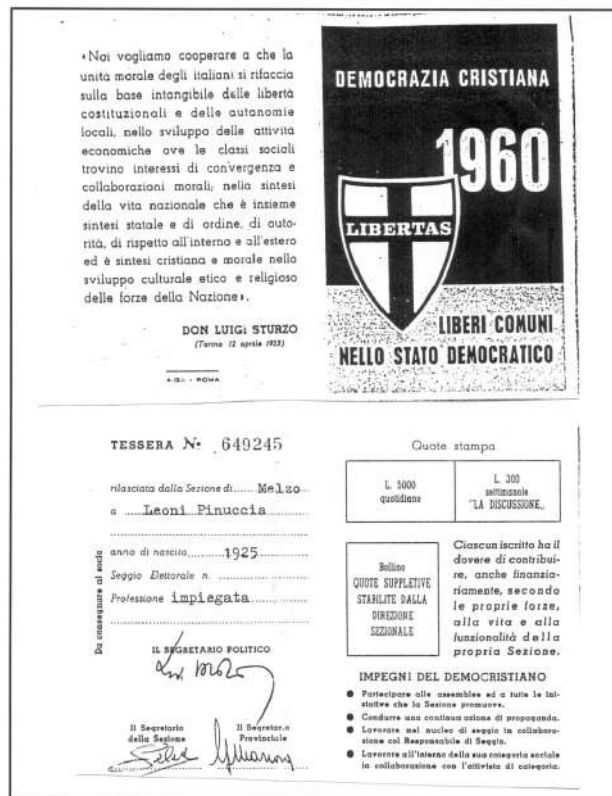 «Noi vogliamo cooperare a che la
unità morale degli italiani si rifaccia
sulla base intangibile delle libertà
costituzionali e delle autonomie
locali, nello sviluppo delle attività
economiche ove le classi sociali
trovino interessi di convergenza e
collaborazioni morali; nella sintesi
della vita nazionale che è insieme
sintesi statale e di ordine, di auto-
rità, di rispetto all'interno e all'estero
ed è sintesi cristiana e morale nello
sviluppo culturale etico e religioso
delle forze della Nazione».
DON LUIGI STURZO
(Torino 12 aprile 1923)
A.G.I. - ROMA
DEMOCRAZIA CRISTIANA
1960
LIBERTAS
LIBERI COMUNI
NELLO STATO DEMOCRATICO
Da consegnare al socio
TESSERA N. 649245
rilasciata dalla Sezione di Melzo
a Leoni Pinuccia
anno di nascita 1925
Seggio Elettorale n.
Professione impiegata
IL SEGRETARIO POLITICO
Il Segretario
della Sezione
Il Segretario
Provinciale
Quote stampa
L. 5000
quotidiano
L. 300
settimanale
"LA DISCUSSIONE„
Bollino
QUOTE SUPPLETIVE
STABILITE DALLA
DIREZIONE
SEZIONALE
Ciascun iscritto ha il
dovere di contribui-
re, anche finanzia-
riamente, secondo
le proprie forze,
alla vita e alla
funzionalità della
propria Sezione.
IMPEGNI DEL DEMOCRISTIANO
● Partecipare alle assemblee ed a tutte le ini-
ziative che la Sezione promuove.
● Condurre una continua azione di propaganda.
● Lavorare nel nucleo di seggio in collabora-
zione col Responsabile di Seggio.
● Lavorare all'interno della sua categoria sociale
in collaborazione con l'attivista di categoria.